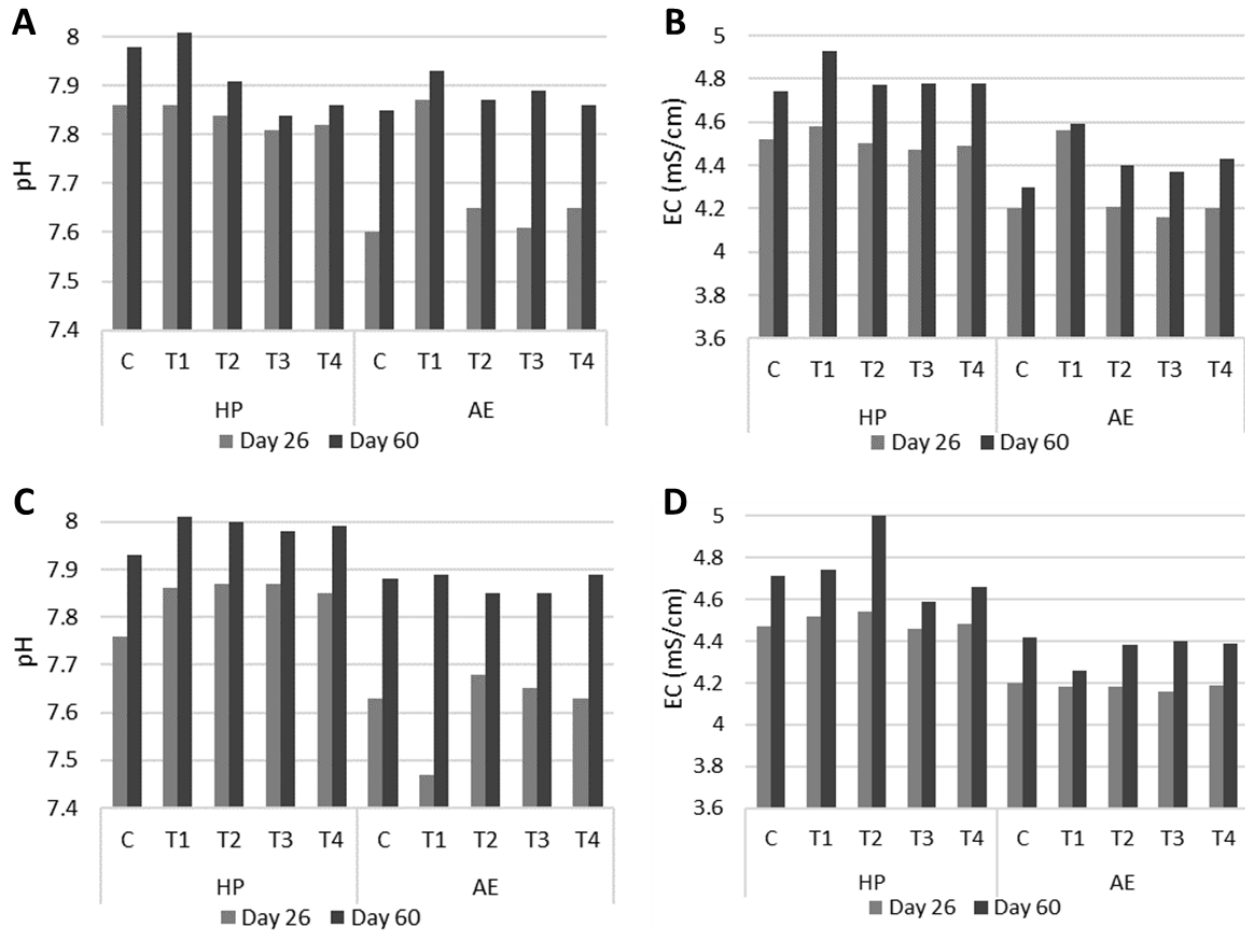 A
pH
8
7.9
7.8
7.7
7.6
7.5
7.4
C T1 T2 T3 T4 C T1 T2 T3 T4
HP AE
Day 26 Day 60
B
EC (mS/cm)
5
4.8
4.6
4.4
4.2
4
3.8
3.6
C T1 T2 T3 T4 C T1 T2 T3 T4
HP AE
Day 26 Day 60
C
pH
8
7.9
7.8
7.7
7.6
7.5
7.4
C T1 T2 T3 T4 C T1 T2 T3 T4
HP AE
Day 26 Day 60
D
EC (mS/cm)
5
4.8
4.6
4.4
4.2
4
3.8
3.6
C T1 T2 T3 T4 C T1 T2 T3 T4
HP AE
Day 26 Day 60